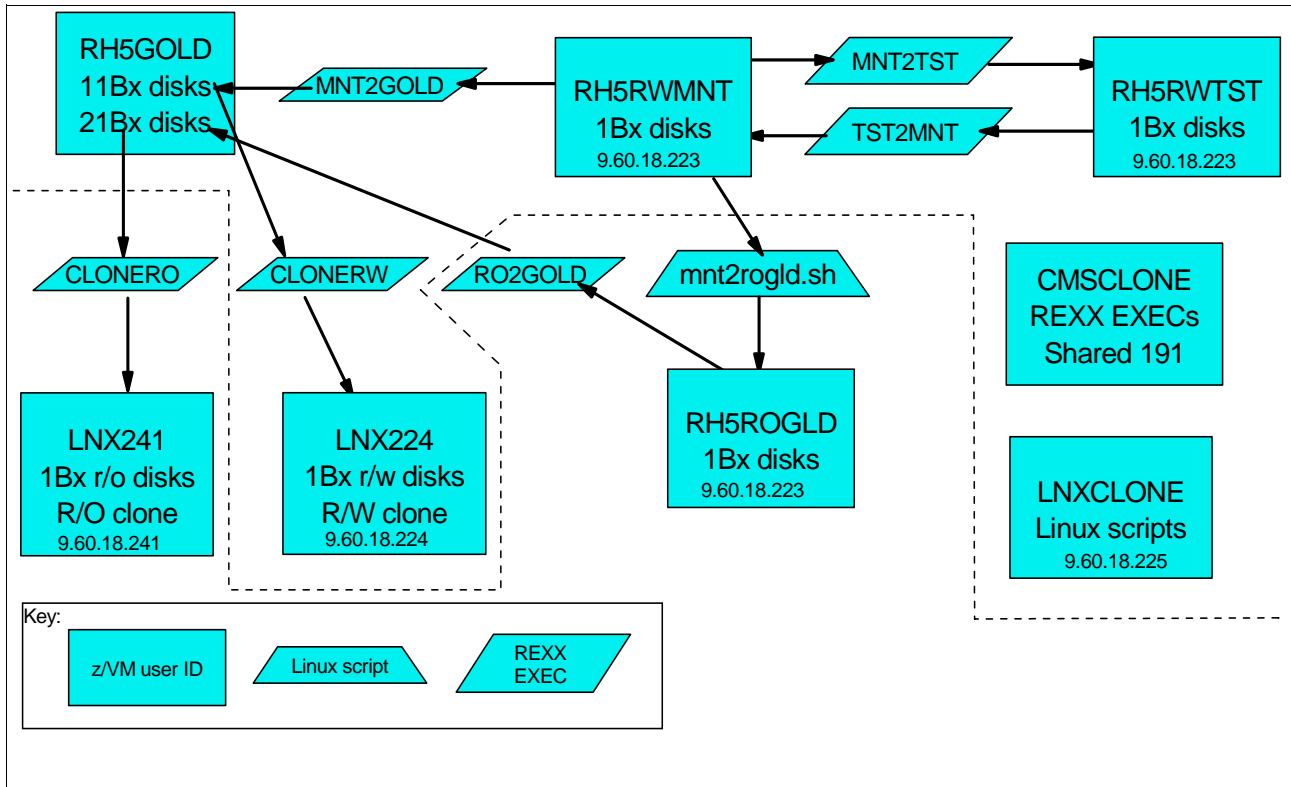 RH5GOLD
11Bx disks
21Bx disks
MNT2GOLD
RH5RWMNT
1Bx disks
9.60.18.223
MNT2TST
TST2MNT
RH5RWTST
1Bx disks
9.60.18.223
CLONERO
CLONERW
RO2GOLD
mnt2rogld.sh
CMSCLONE
REXX EXECs
Shared 191
LNX241
1Bx r/o disks
R/O clone
9.60.18.241
LNX224
1Bx r/w disks
R/W clone
9.60.18.224
RH5ROGLD
1Bx disks
9.60.18.223
LNXCLONE
Linux scripts
9.60.18.225
Key:
z/VM user ID
Linux script
REXX
EXEC